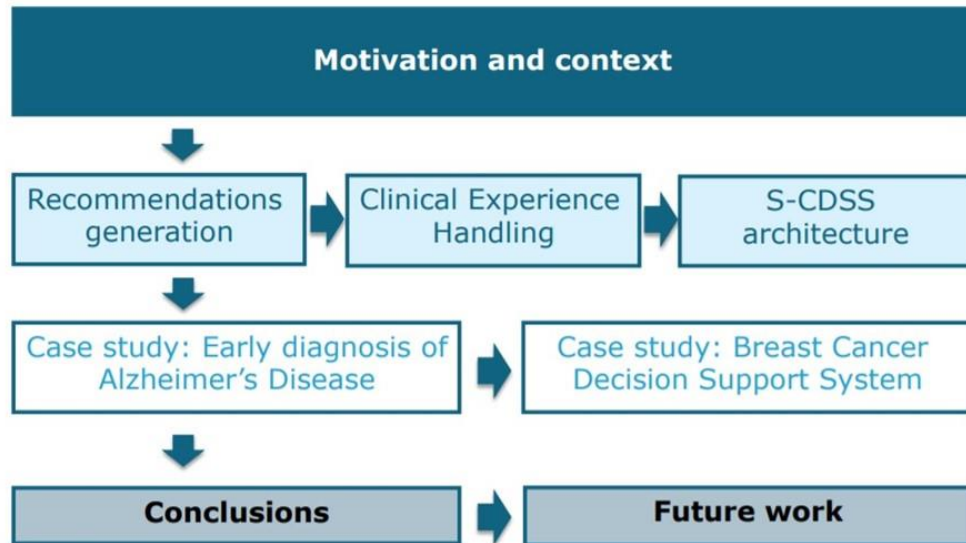 Motivation and context
Recommendations
generation
Clinical Experience
Handling
S-CDSS
architecture
Case study: Early diagnosis of
Alzheimer’s Disease
Case study: Breast Cancer
Decision Support System
Conclusions
Future work